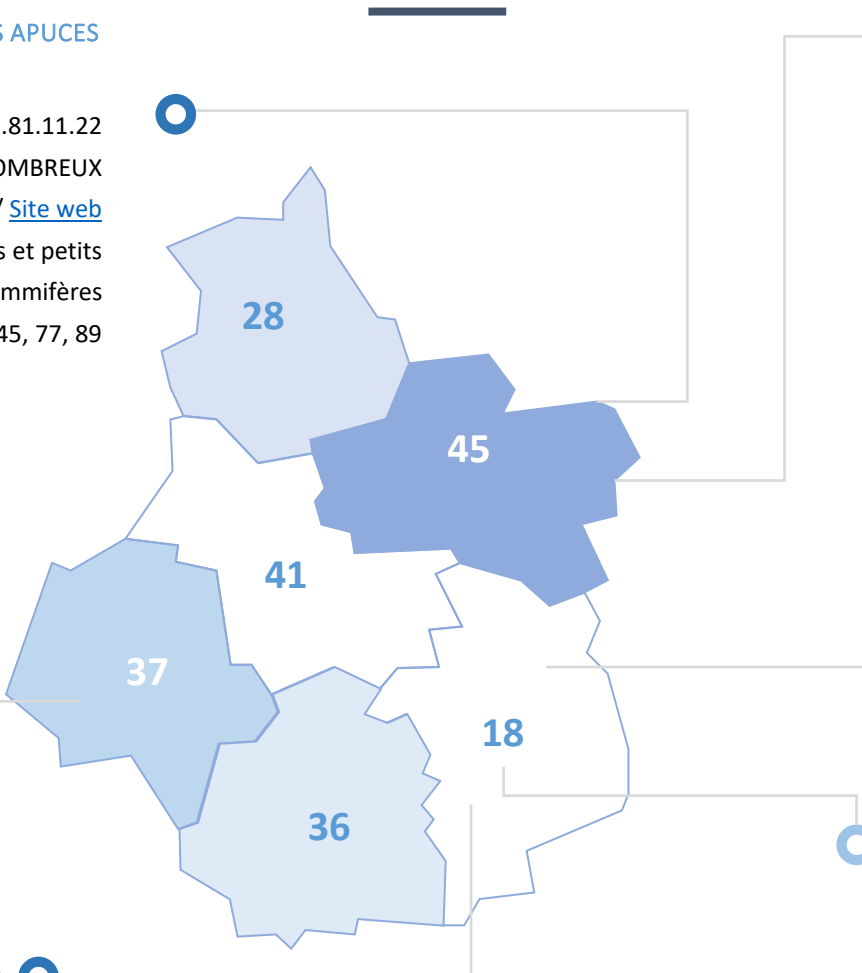 S APUCES
.81.11.22
OMBREUX
/ Site web
s et petits
mmifères
45, 77, 89
28
45
41
37
18
36